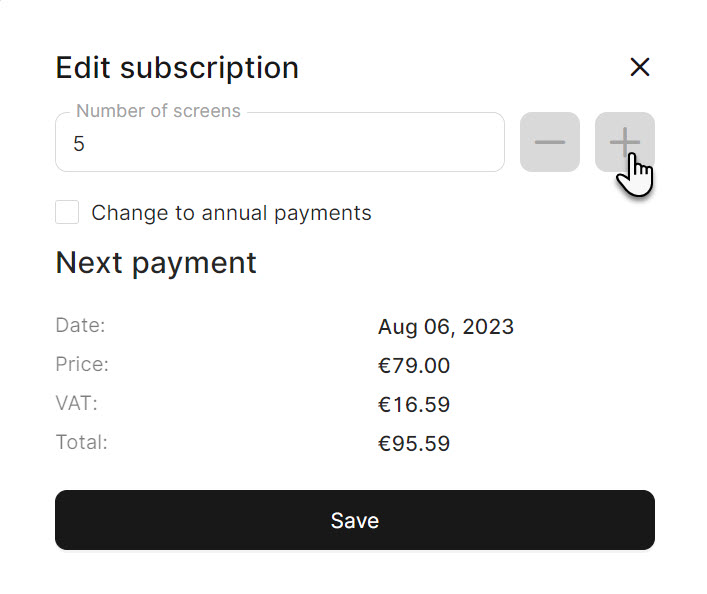 Edit subscription
Number of screens
5
Change to annual payments
Next payment
Date: Aug 06, 2023
Price: €79.00
VAT: €16.59
Total: €95.59
Save